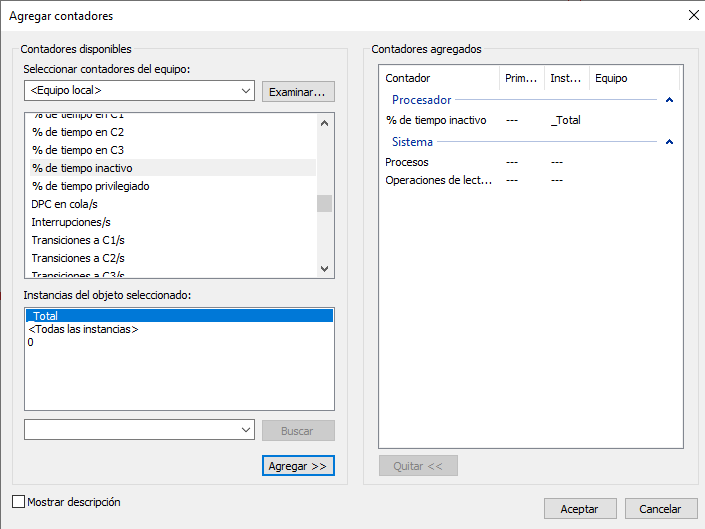 Agregar contadores
Contadores disponibles
Seleccionar contadores del equipo:
<Equipo local>
Examinar...
% de tiempo en C1
% de tiempo en C2
% de tiempo en C3
% de tiempo inactivo
% de tiempo privilegiado
DPC en cola/s
Interrupciones/s
Transiciones a C1/s
Transiciones a C2/s
Transiciones a C3/s
Instancias del objeto seleccionado:
_Total
<Todas las instancias>
0
Buscar
Agregar >>
Mostrar descripción
Contadores agregados
Contador Prim... Inst... Equipo
Procesador
% de tiempo inactivo --- _Total
Sistema
Procesos --- ---
Operaciones de lect... --- ---
Quitar <<
Aceptar Cancelar